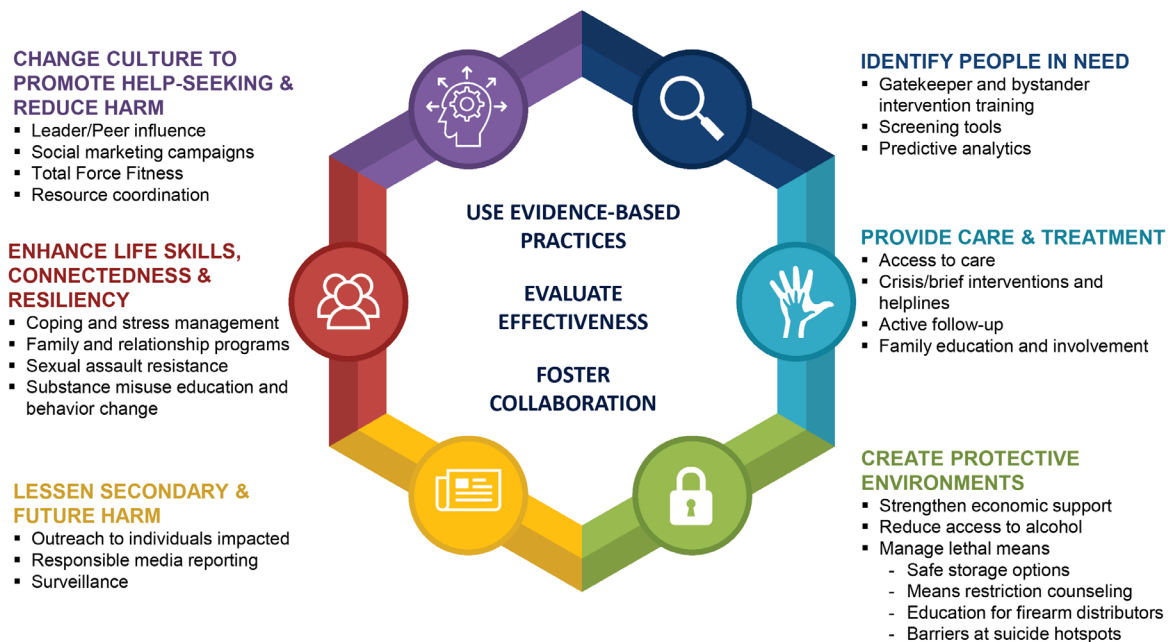 CHANGE CULTURE TO
PROMOTE HELP-SEEKING &
REDUCE HARM
▪ Leader/Peer influence
▪ Social marketing campaigns
▪ Total Force Fitness
▪ Resource coordination
ENHANCE LIFE SKILLS,
CONNECTEDNESS &
RESILIENCY
▪ Coping and stress management
▪ Family and relationship programs
▪ Sexual assault resistance
▪ Substance misuse education and
behavior change
LESSEN SECONDARY &
FUTURE HARM
▪ Outreach to individuals impacted
▪ Responsible media reporting
▪ Surveillance
USE EVIDENCE-BASED
PRACTICES
EVALUATE
EFFECTIVENESS
FOSTER
COLLABORATION
IDENTIFY PEOPLE IN NEED
▪ Gatekeeper and bystander
intervention training
▪ Screening tools
▪ Predictive analytics
PROVIDE CARE & TREATMENT
▪ Access to care
▪ Crisis/brief interventions and
helplines
▪ Active follow-up
▪ Family education and involvement
CREATE PROTECTIVE
ENVIRONMENTS
▪ Strengthen economic support
▪ Reduce access to alcohol
▪ Manage lethal means
- Safe storage options
- Means restriction counseling
- Education for firearm distributors
- Barriers at suicide hotspots